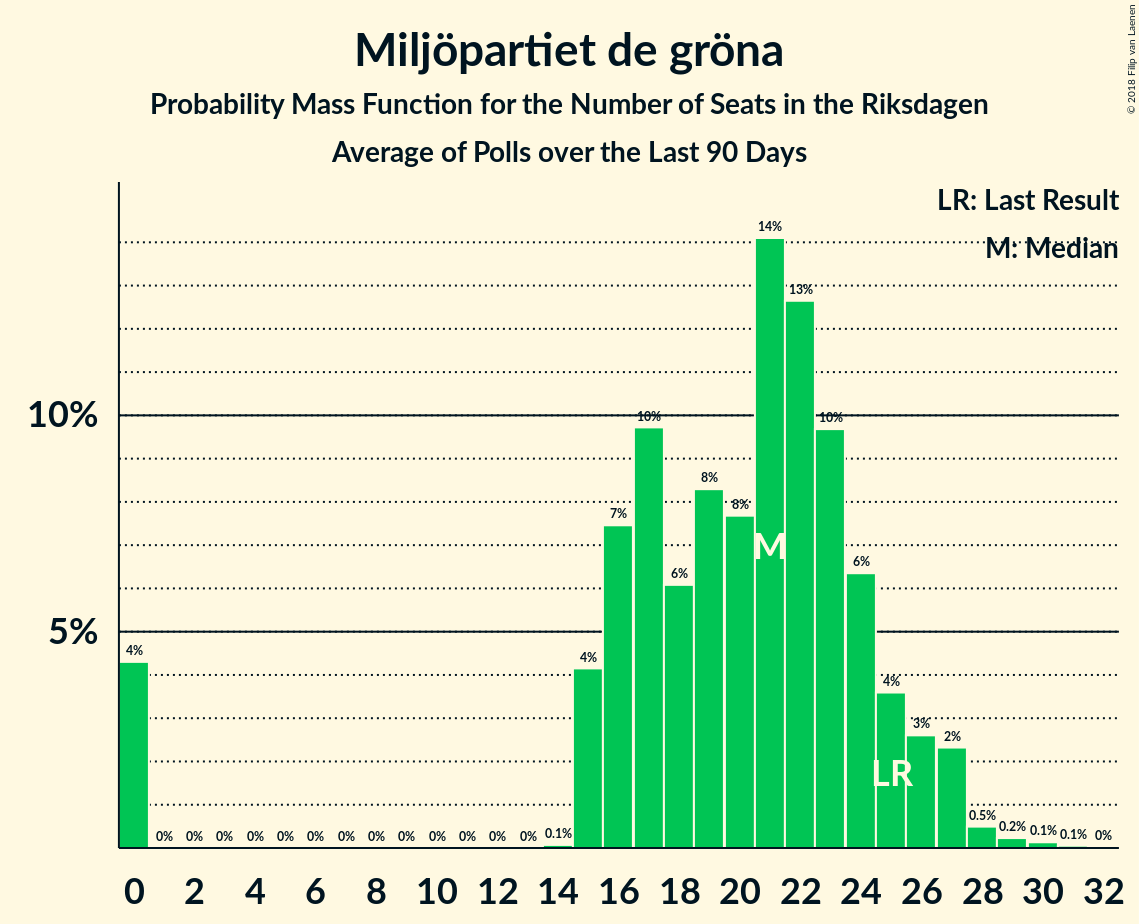 Miljöpartiet de gröna
Probability Mass Function for the Number of Seats in the Riksdagen
Average of Polls over the Last 90 Days
© 2018 Filip van Laenen
LR: Last Result
M: Median
10%
5%
4% 0% 0% 0% 0% 0% 0% 0% 0% 0% 0% 0% 0% 0% 0.1% 4% 7% 10% 6% 8% 8% 14% 13% 10% 6% 4% 3% 2% 0.5% 0.2% 0.1% 0.1% 0%
M
LR
0 2 4 6 8 10 12 14 16 18 20 22 24 26 28 30 32